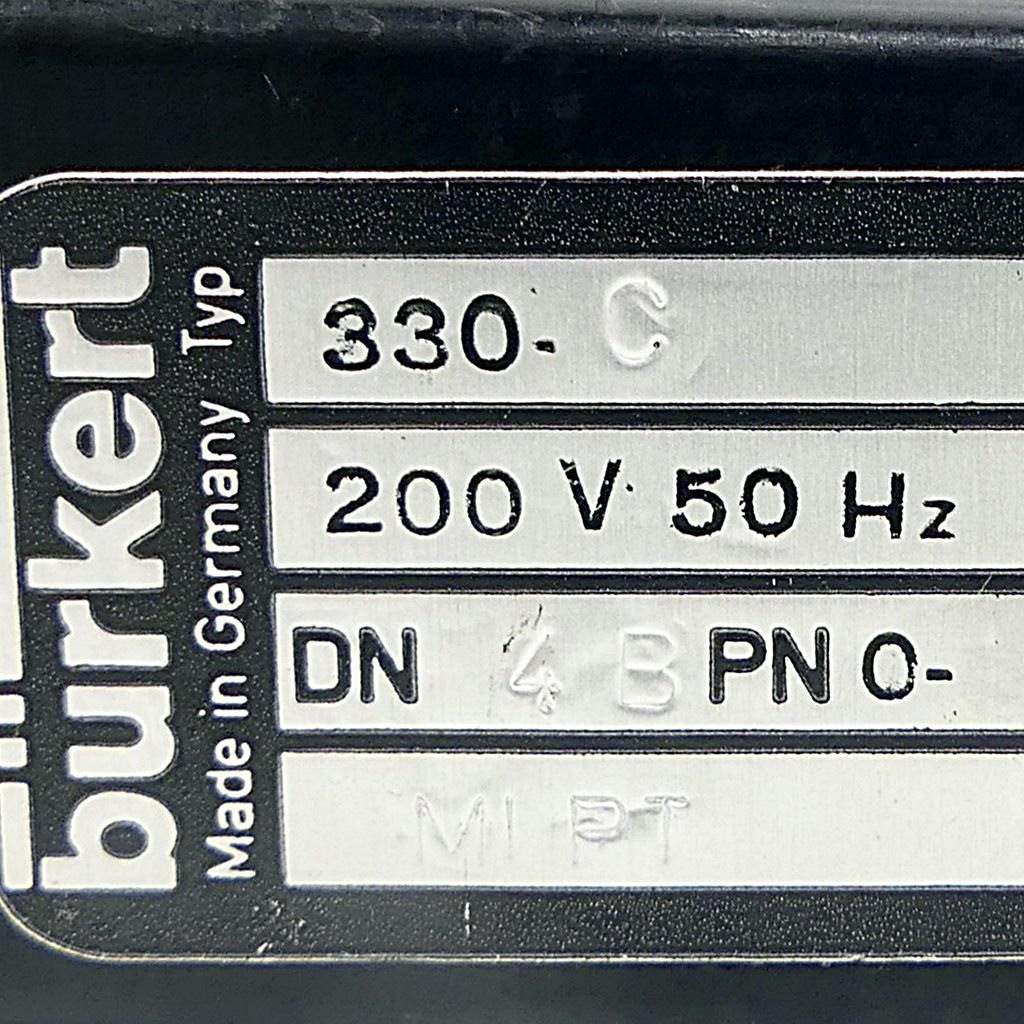 bürkert
Made in Germany Typ
330- C
200 V 50 Hz
DN 4 B PN 0-